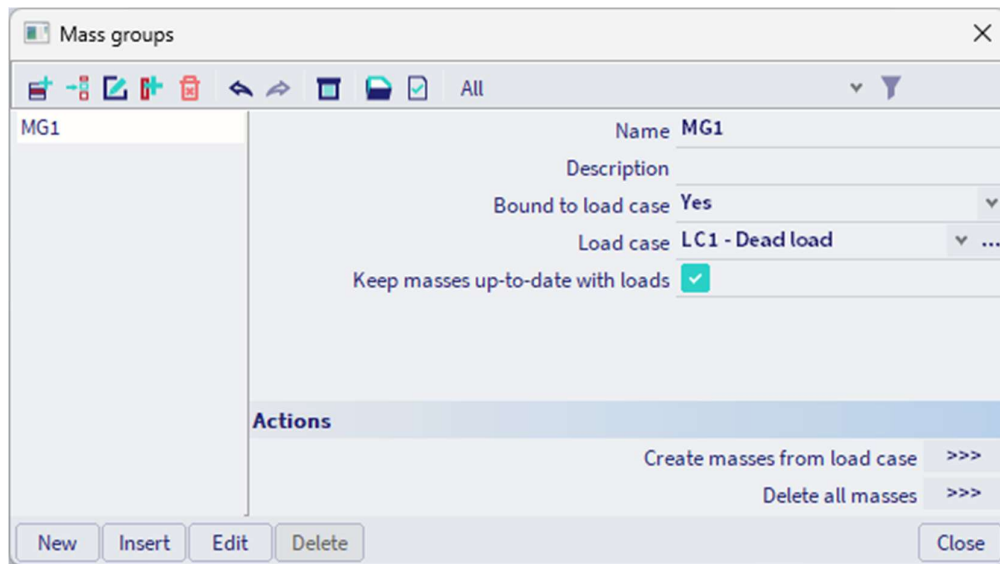 Mass groups
All
MG1
Name MG1
Description
Bound to load case Yes
Load case LC1 - Dead load ...
Keep masses up-to-date with loads
Actions
Create masses from load case >>>
Delete all masses >>>
New Insert Edit Delete Close